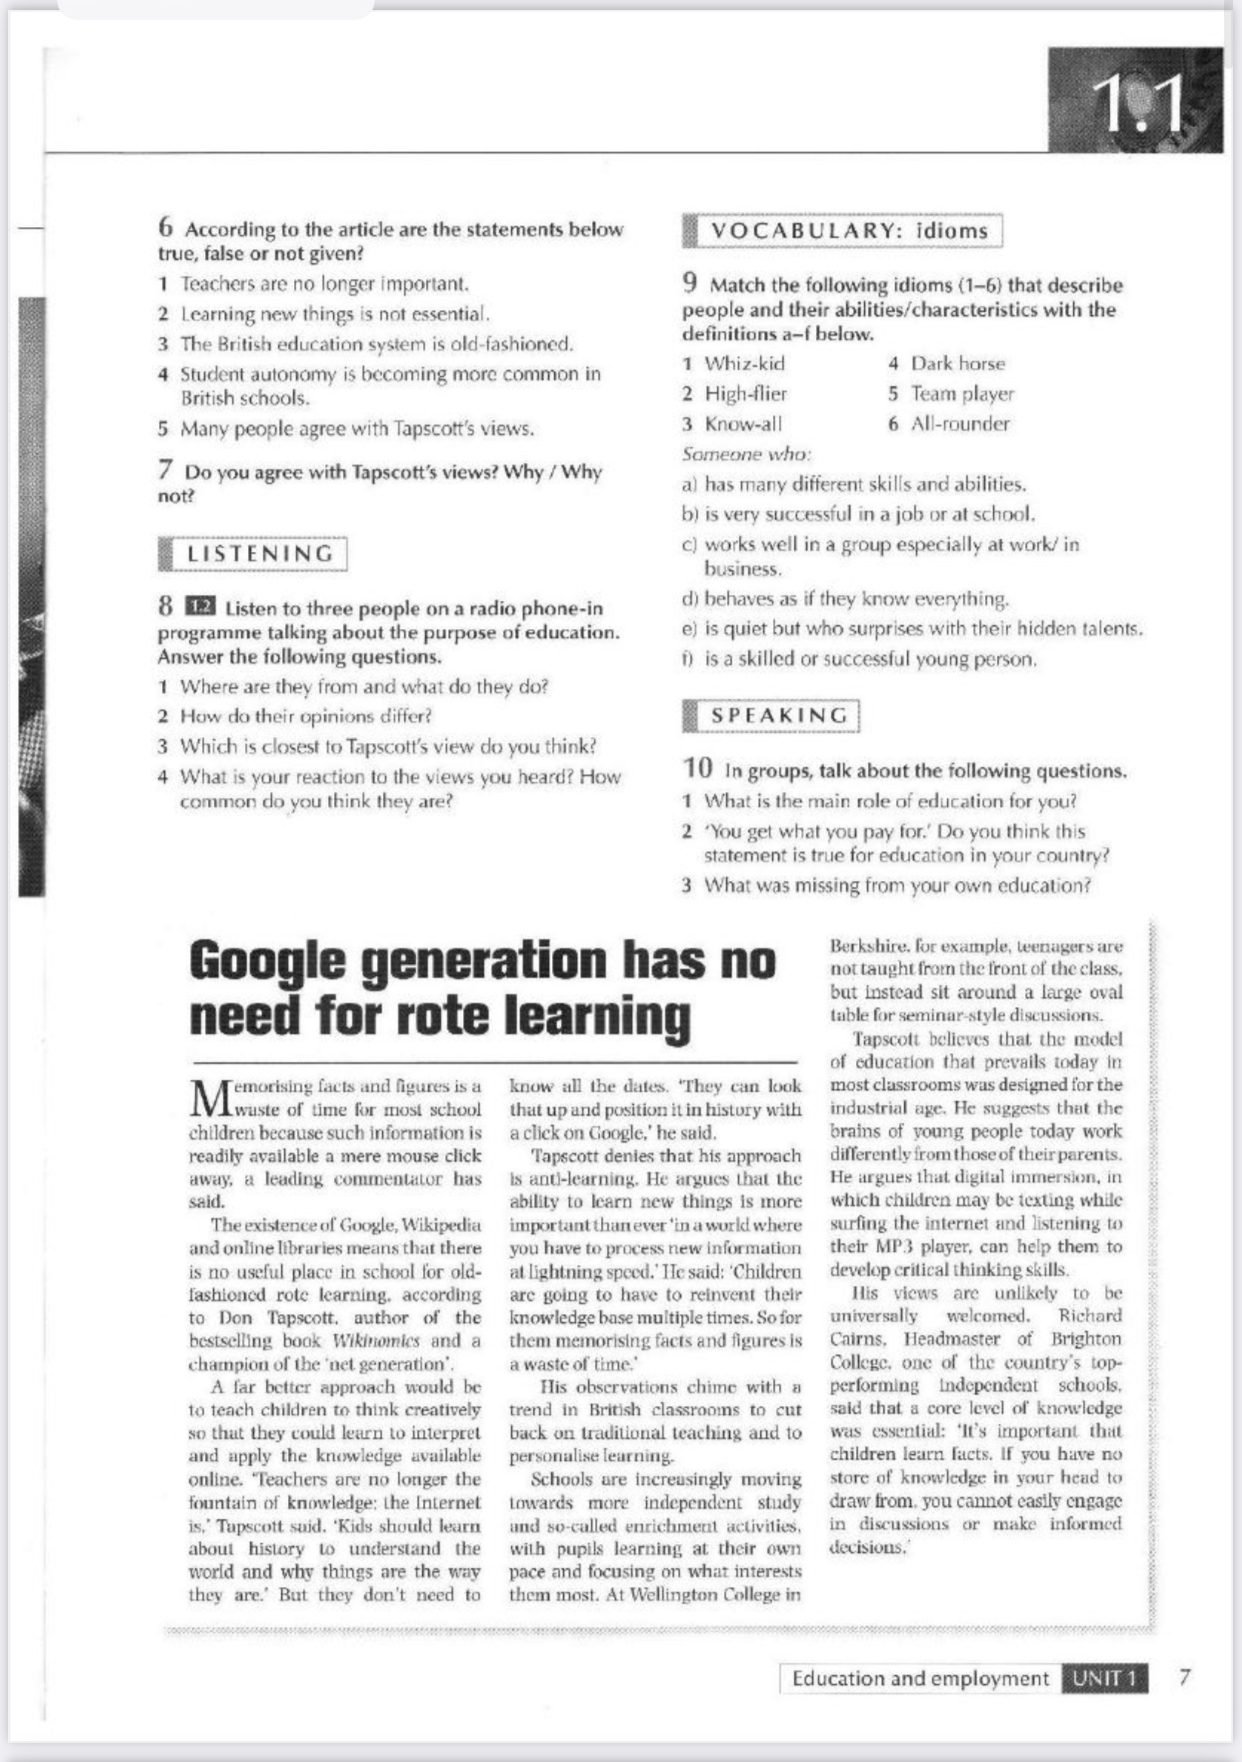 1.1
6 According to the article are the statements below
true, false or not given?
1 Teachers are no longer important.
2 Learning new things is not essential.
3 The British education system is old-fashioned.
4 Student autonomy is becoming more common in
British schools.
5 Many people agree with Tapscott's views.
7 Do you agree with Tapscott's views? Why / Why
not?
LISTENING
8 1.2 Listen to three people on a radio phone-in
programme talking about the purpose of education.
Answer the following questions.
1 Where are they from and what do they do?
2 How do their opinions differ?
3 Which is closest to Tapscott's view do you think?
4 What is your reaction to the views you heard? How
common do you think they are?
VOCABULARY: idioms
9 Match the following idioms (1–6) that describe
people and their abilities/characteristics with the
definitions a–f below.
1 Whiz-kid
2 High-flier
3 Know-all
4 Dark horse
5 Team player
6 All-rounder
Someone who:
a) has many different skills and abilities.
b) is very successful in a job or at school.
c) works well in a group especially at work/ in
business.
d) behaves as if they know everything.
e) is quiet but who surprises with their hidden talents.
f) is a skilled or successful young person.
SPEAKING
10 In groups, talk about the following questions.
1 What is the main role of education for you?
2 'You get what you pay for.' Do you think this
statement is true for education in your country?
3 What was missing from your own education?
Google generation has no
need for rote learning
Memorising facts and figures is a
waste of time for most school
children because such information is
readily available a mere mouse click
away, a leading commentator has
said.
The existence of Google, Wikipedia
and online libraries means that there
is no useful place in school for old-
fashioned rote learning, according
to Don Tapscott, author of the
bestselling book Wikinomics and a
champion of the 'net generation'.
A far better approach would be
to teach children to think creatively
so that they could learn to interpret
and apply the knowledge available
online. 'Teachers are no longer the
fountain of knowledge; the Internet
is,' Tapscott said. 'Kids should learn
about history to understand the
world and why things are the way
they are.' But they don't need to
know all the dates. 'They can look
that up and position it in history with
a click on Google,' he said.
Tapscott denies that his approach
is anti-learning. He argues that the
ability to learn new things is more
important than ever 'in a world where
you have to process new information
at lightning speed.' He said: 'Children
are going to have to reinvent their
knowledge base multiple times. So for
them memorising facts and figures is
a waste of time.'
His observations chime with a
trend in British classrooms to cut
back on traditional teaching and to
personalise learning.
Schools are increasingly moving
towards more independent study
and so-called enrichment activities,
with pupils learning at their own
pace and focusing on what interests
them most. At Wellington College in
Berkshire, for example, teenagers are
not taught from the front of the class,
but instead sit around a large oval
table for seminar-style discussions.
Tapscott believes that the model
of education that prevails today in
most classrooms was designed for the
industrial age. He suggests that the
brains of young people today work
differently from those of their parents.
He argues that digital immersion, in
which children may be texting while
surfing the internet and listening to
their MP3 player, can help them to
develop critical thinking skills.
His views are unlikely to be
universally welcomed. Richard
Cairns, Headmaster of Brighton
College, one of the country's top-
performing independent schools,
said that a core level of knowledge
was essential: 'It's important that
children learn facts. If you have no
store of knowledge in your head to
draw from, you cannot easily engage
in discussions or make informed
decisions.'
Education and employment UNIT 1 7